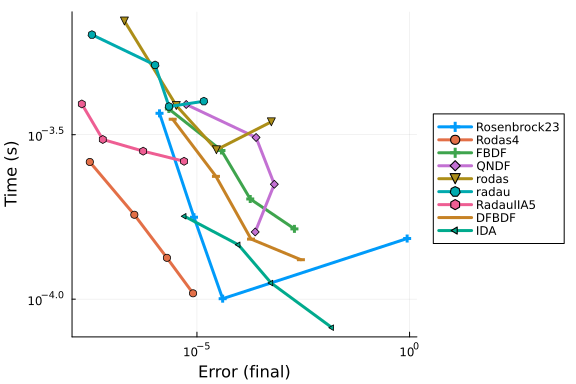 Time (s)
10^−3.5
10^−4.0
10^−5
10^0
Error (final)
Rosenbrock23
Rodas4
FBDF
QNDF
rodas
radau
RadauIIA5
DFBDF
IDA